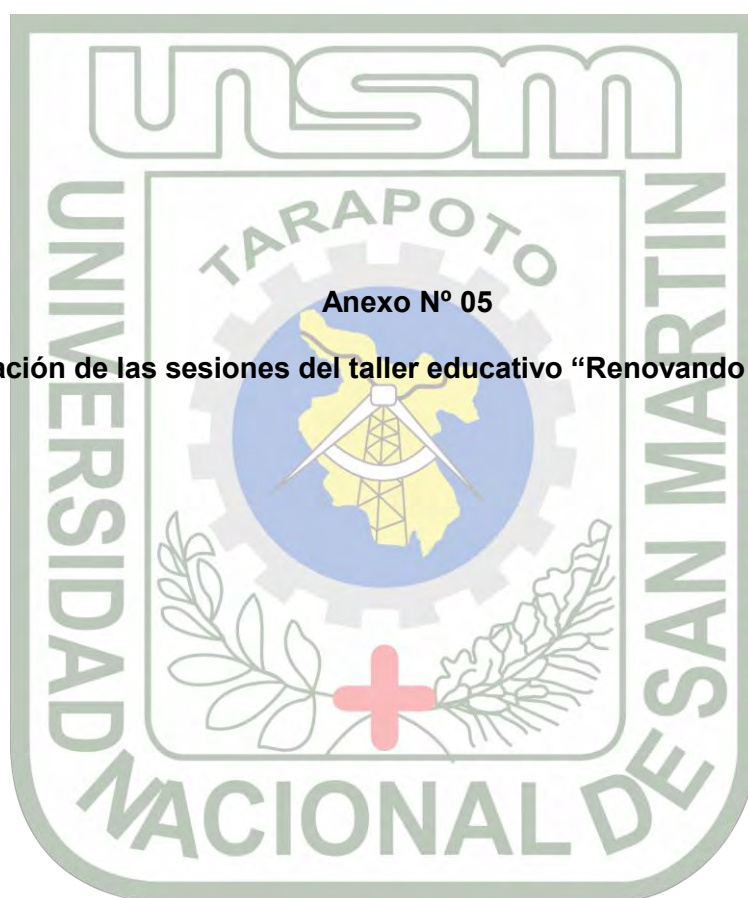 unsm
TARAPOTO
Anexo Nº 05
ación de las sesiones del taller educativo “Renovando
UNIVERSIDAD NACIONAL DE SAN MARTIN